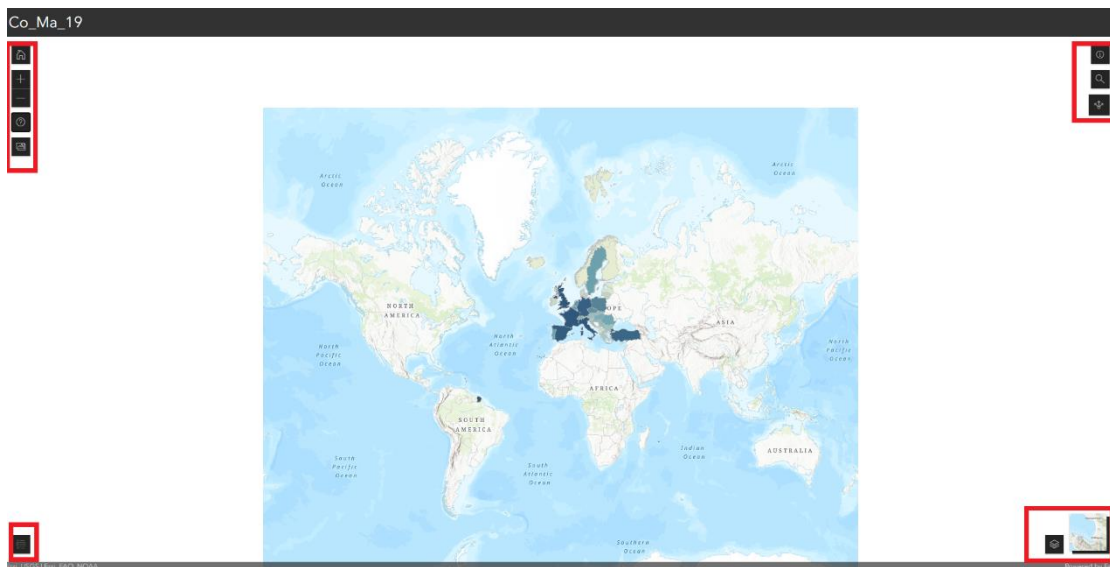 Co_Ma_19
Arctic
Ocean
Arctic
Ocean
NORTH
AMERICA
OPE
ASIA
North
Pacific
Ocean
North
Atlantic
Ocean
North
Pacific
Ocean
AFRICA
SOUTH
AMERICA
AUSTRALIA
Indian
Ocean
South
Pacific
Ocean
South
Atlantic
Ocean
Southern
Ocean